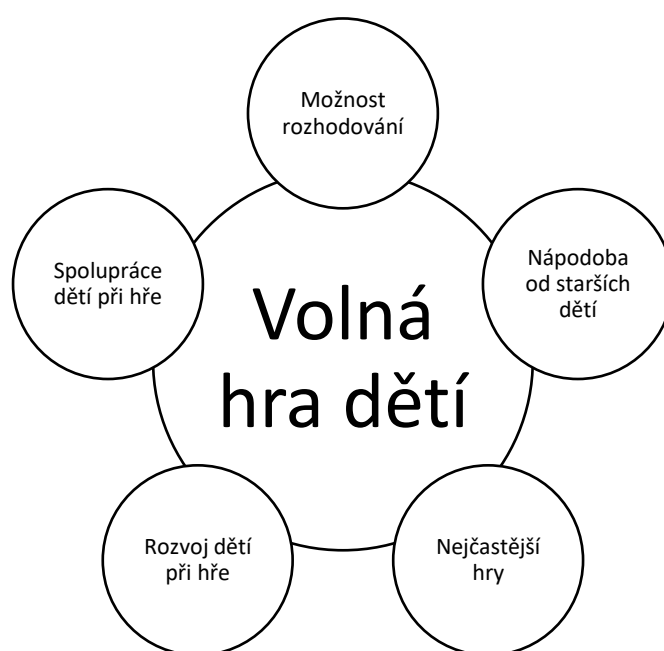 Možnost
rozhodování
Nápodoba
od starších
dětí
Nejčastější
hry
Rozvoj dětí
při hře
Spolupráce
dětí při hře
Volná
hra dětí